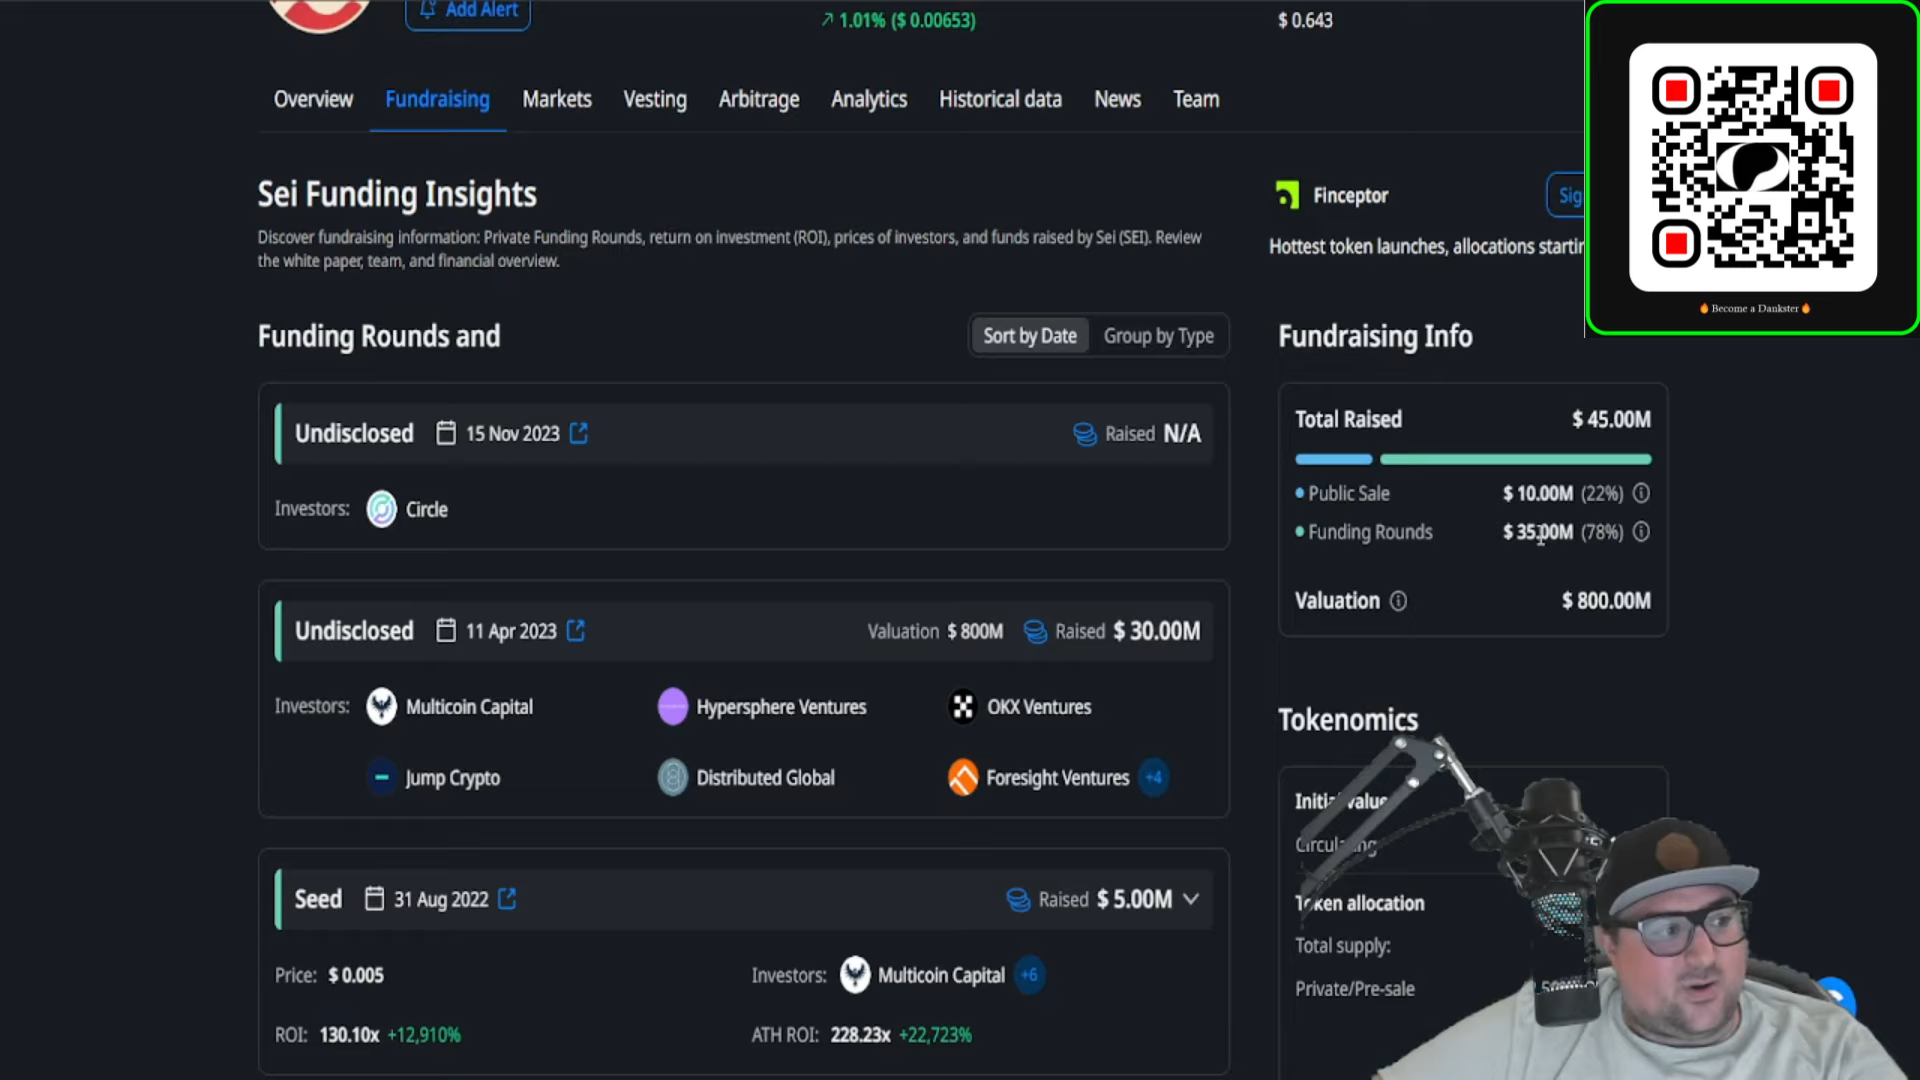 Add Alert
1.01% ($ 0.00653)
$ 0.643
Overview
Fundraising
Markets
Vesting
Arbitrage
Analytics
Historical data
News
Team
Sei Funding Insights
Discover fundraising information: Private Funding Rounds, return on investment (ROI), prices of investors, and funds raised by Sei (SEI). Review
the white paper, team, and financial overview.
Finceptor
Hottest token launches, allocations
Become a Dankster
Funding Rounds and
Sort by Date
Group by Type
Undisclosed 15 Nov 2023 Raised N/A
Investors: Circle
Undisclosed 11 Apr 2023 Valuation $ 800M Raised $ 30.00M
Investors: Multicoin Capital Hypersphere Ventures OKX Ventures
Jump Crypto Distributed Global Foresight Ventures +4
Seed 31 Aug 2022 Raised $ 5.00M
Price: $ 0.005 Investors: Multicoin Capital +6
ROI: 130.10x +12,910% ATH ROI: 228.23x +22,723%
Fundraising Info
Total Raised $ 45.00M
Public Sale $ 10.00M (22%)
Funding Rounds $ 35.00M (78%)
Valuation $ 800.00M
Tokenomics
Token allocation
Total supply:
Private/Pre-sale